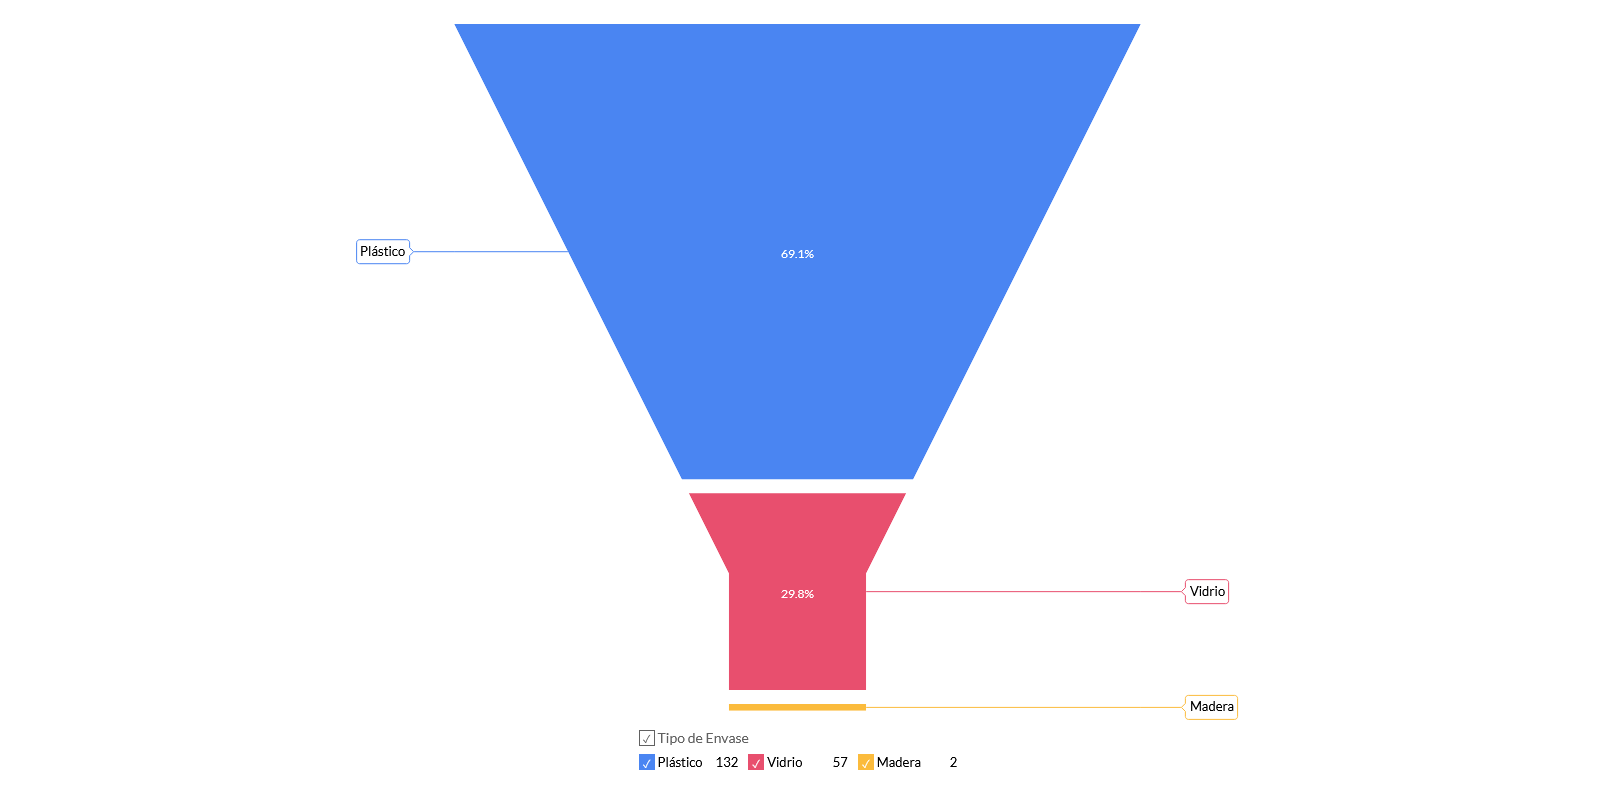 Plástico
69.1%
29.8%
Vidrio
Madera
Tipo de Envase
Plástico 132 Vidrio 57 Madera 2